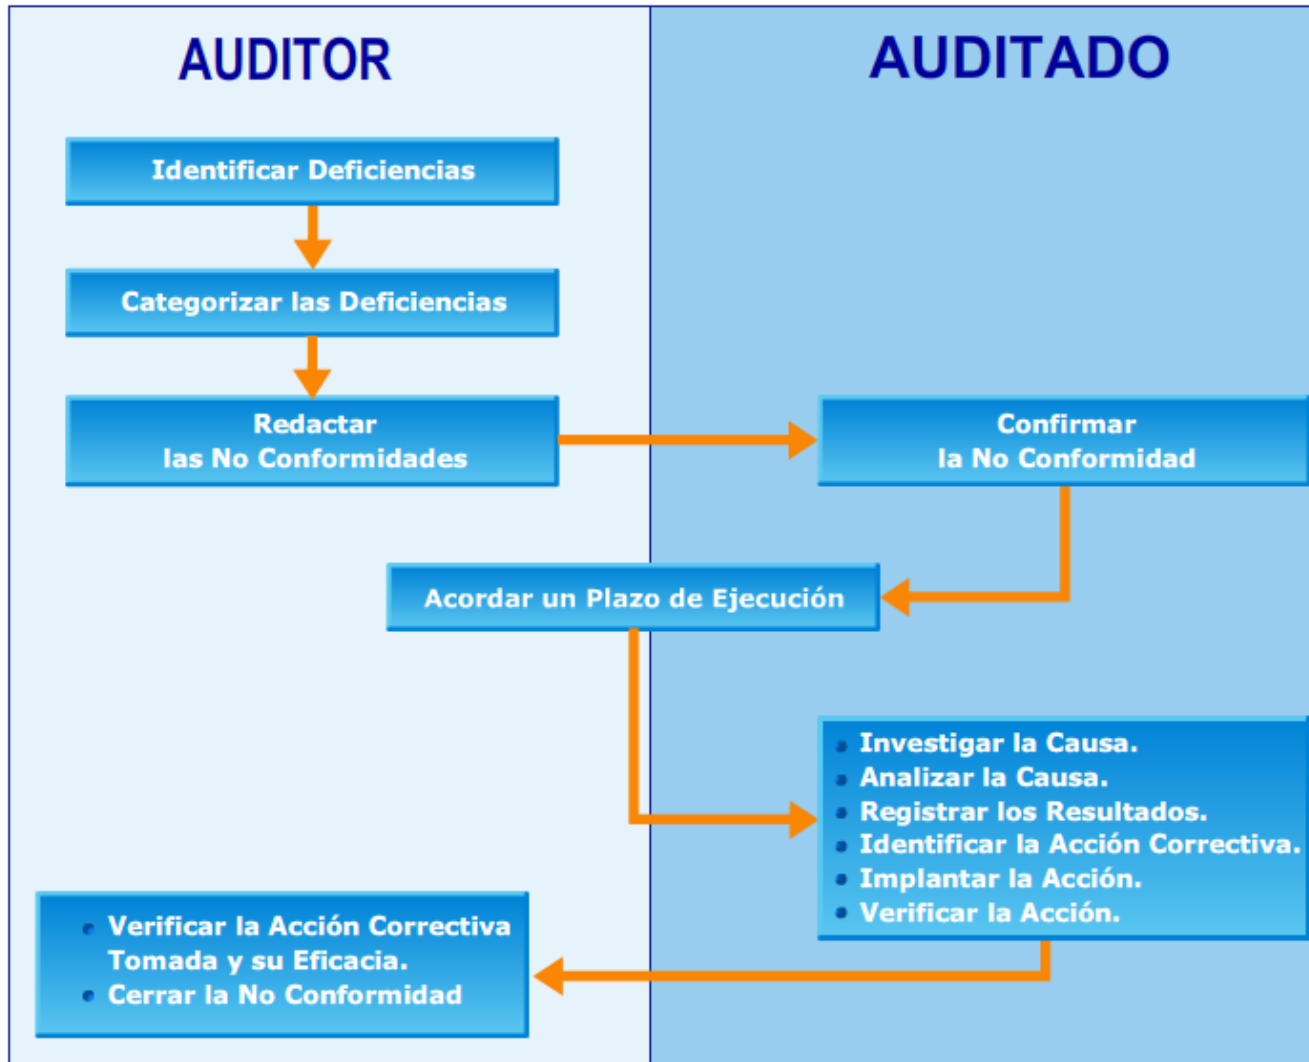 AUDITOR
AUDITADO
Identificar Deficiencias
Categorizar las Deficiencias
Redactar
las No Conformidades
Confirmar
la No Conformidad
Acordar un Plazo de Ejecución
Investigar la Causa.
Analizar la Causa.
Registrar los Resultados.
Identificar la Acción Correctiva.
Implantar la Acción.
Verificar la Acción.
Verificar la Acción Correctiva
Tomada y su Eficacia.
Cerrar la No Conformidad